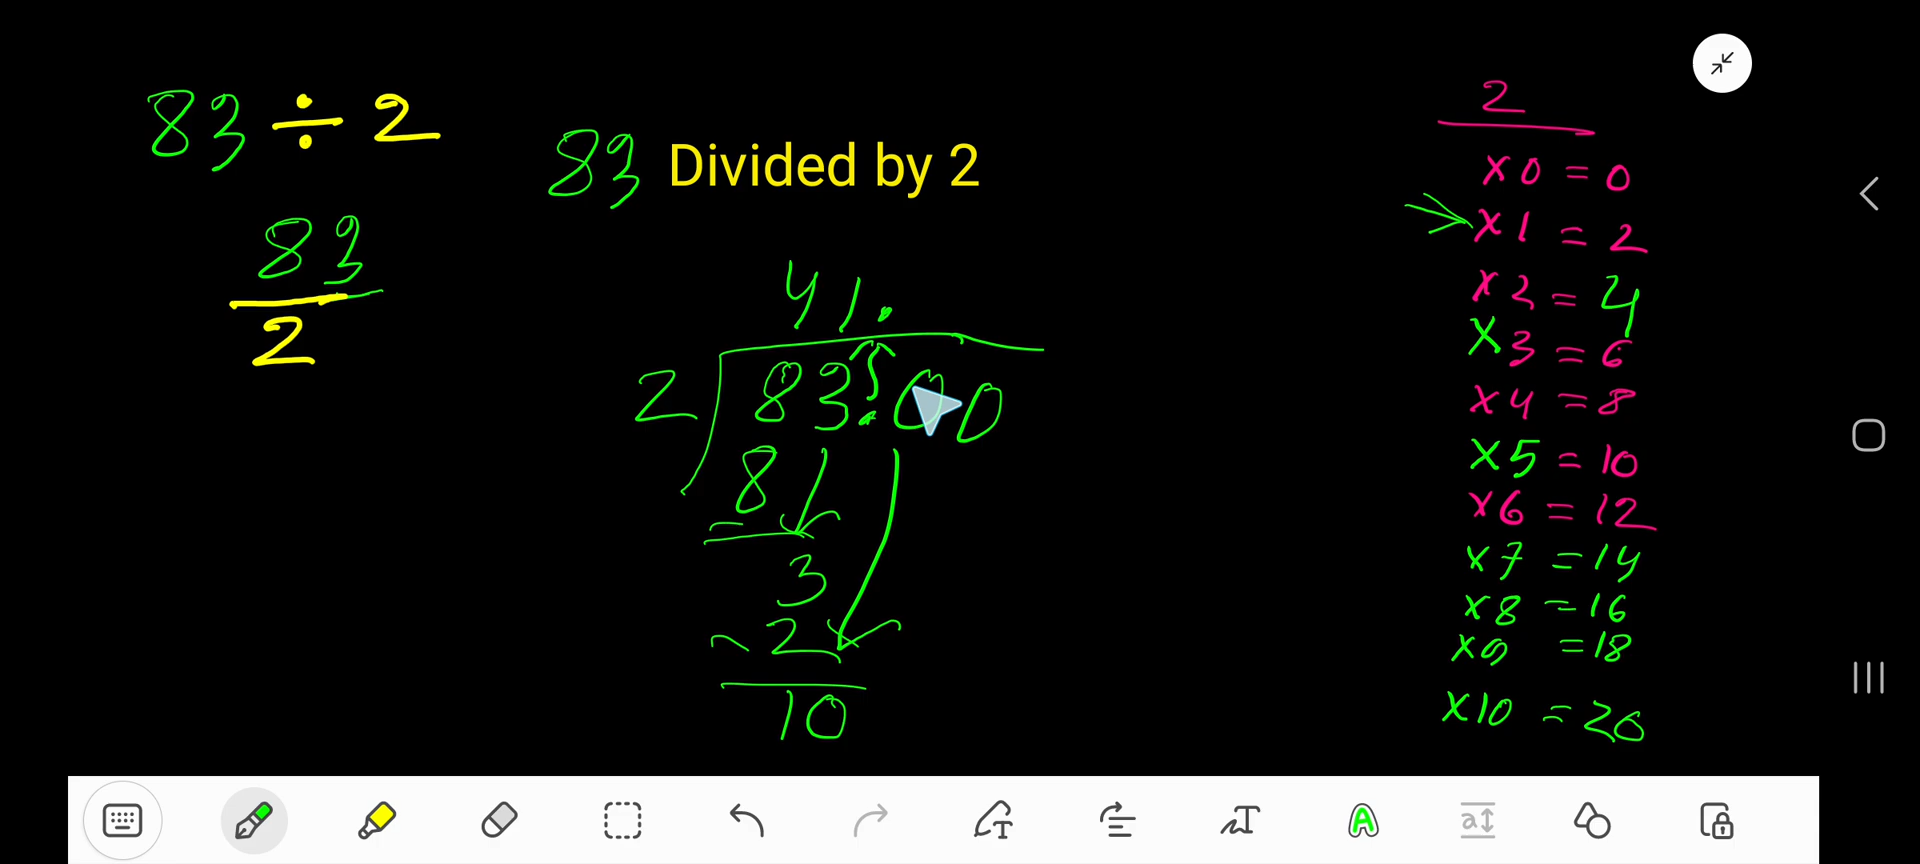 83 ÷ 2
83 Divided by 2
83
2
41.
2 83.00
8
-
3
- 2
10
2
x0 = 0
x1 = 2
x2 = 4
x3 = 6
x4 = 8
x5 = 10
x6 = 12
x7 = 14
x8 = 16
x9 = 18
x10 = 20
T
T
A
a